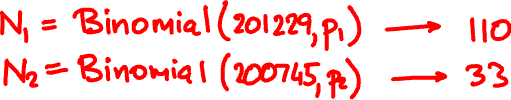 N₁ = Binomial(201229, p₁) → 110
N₂ = Binomial(200745, p₂) → 33